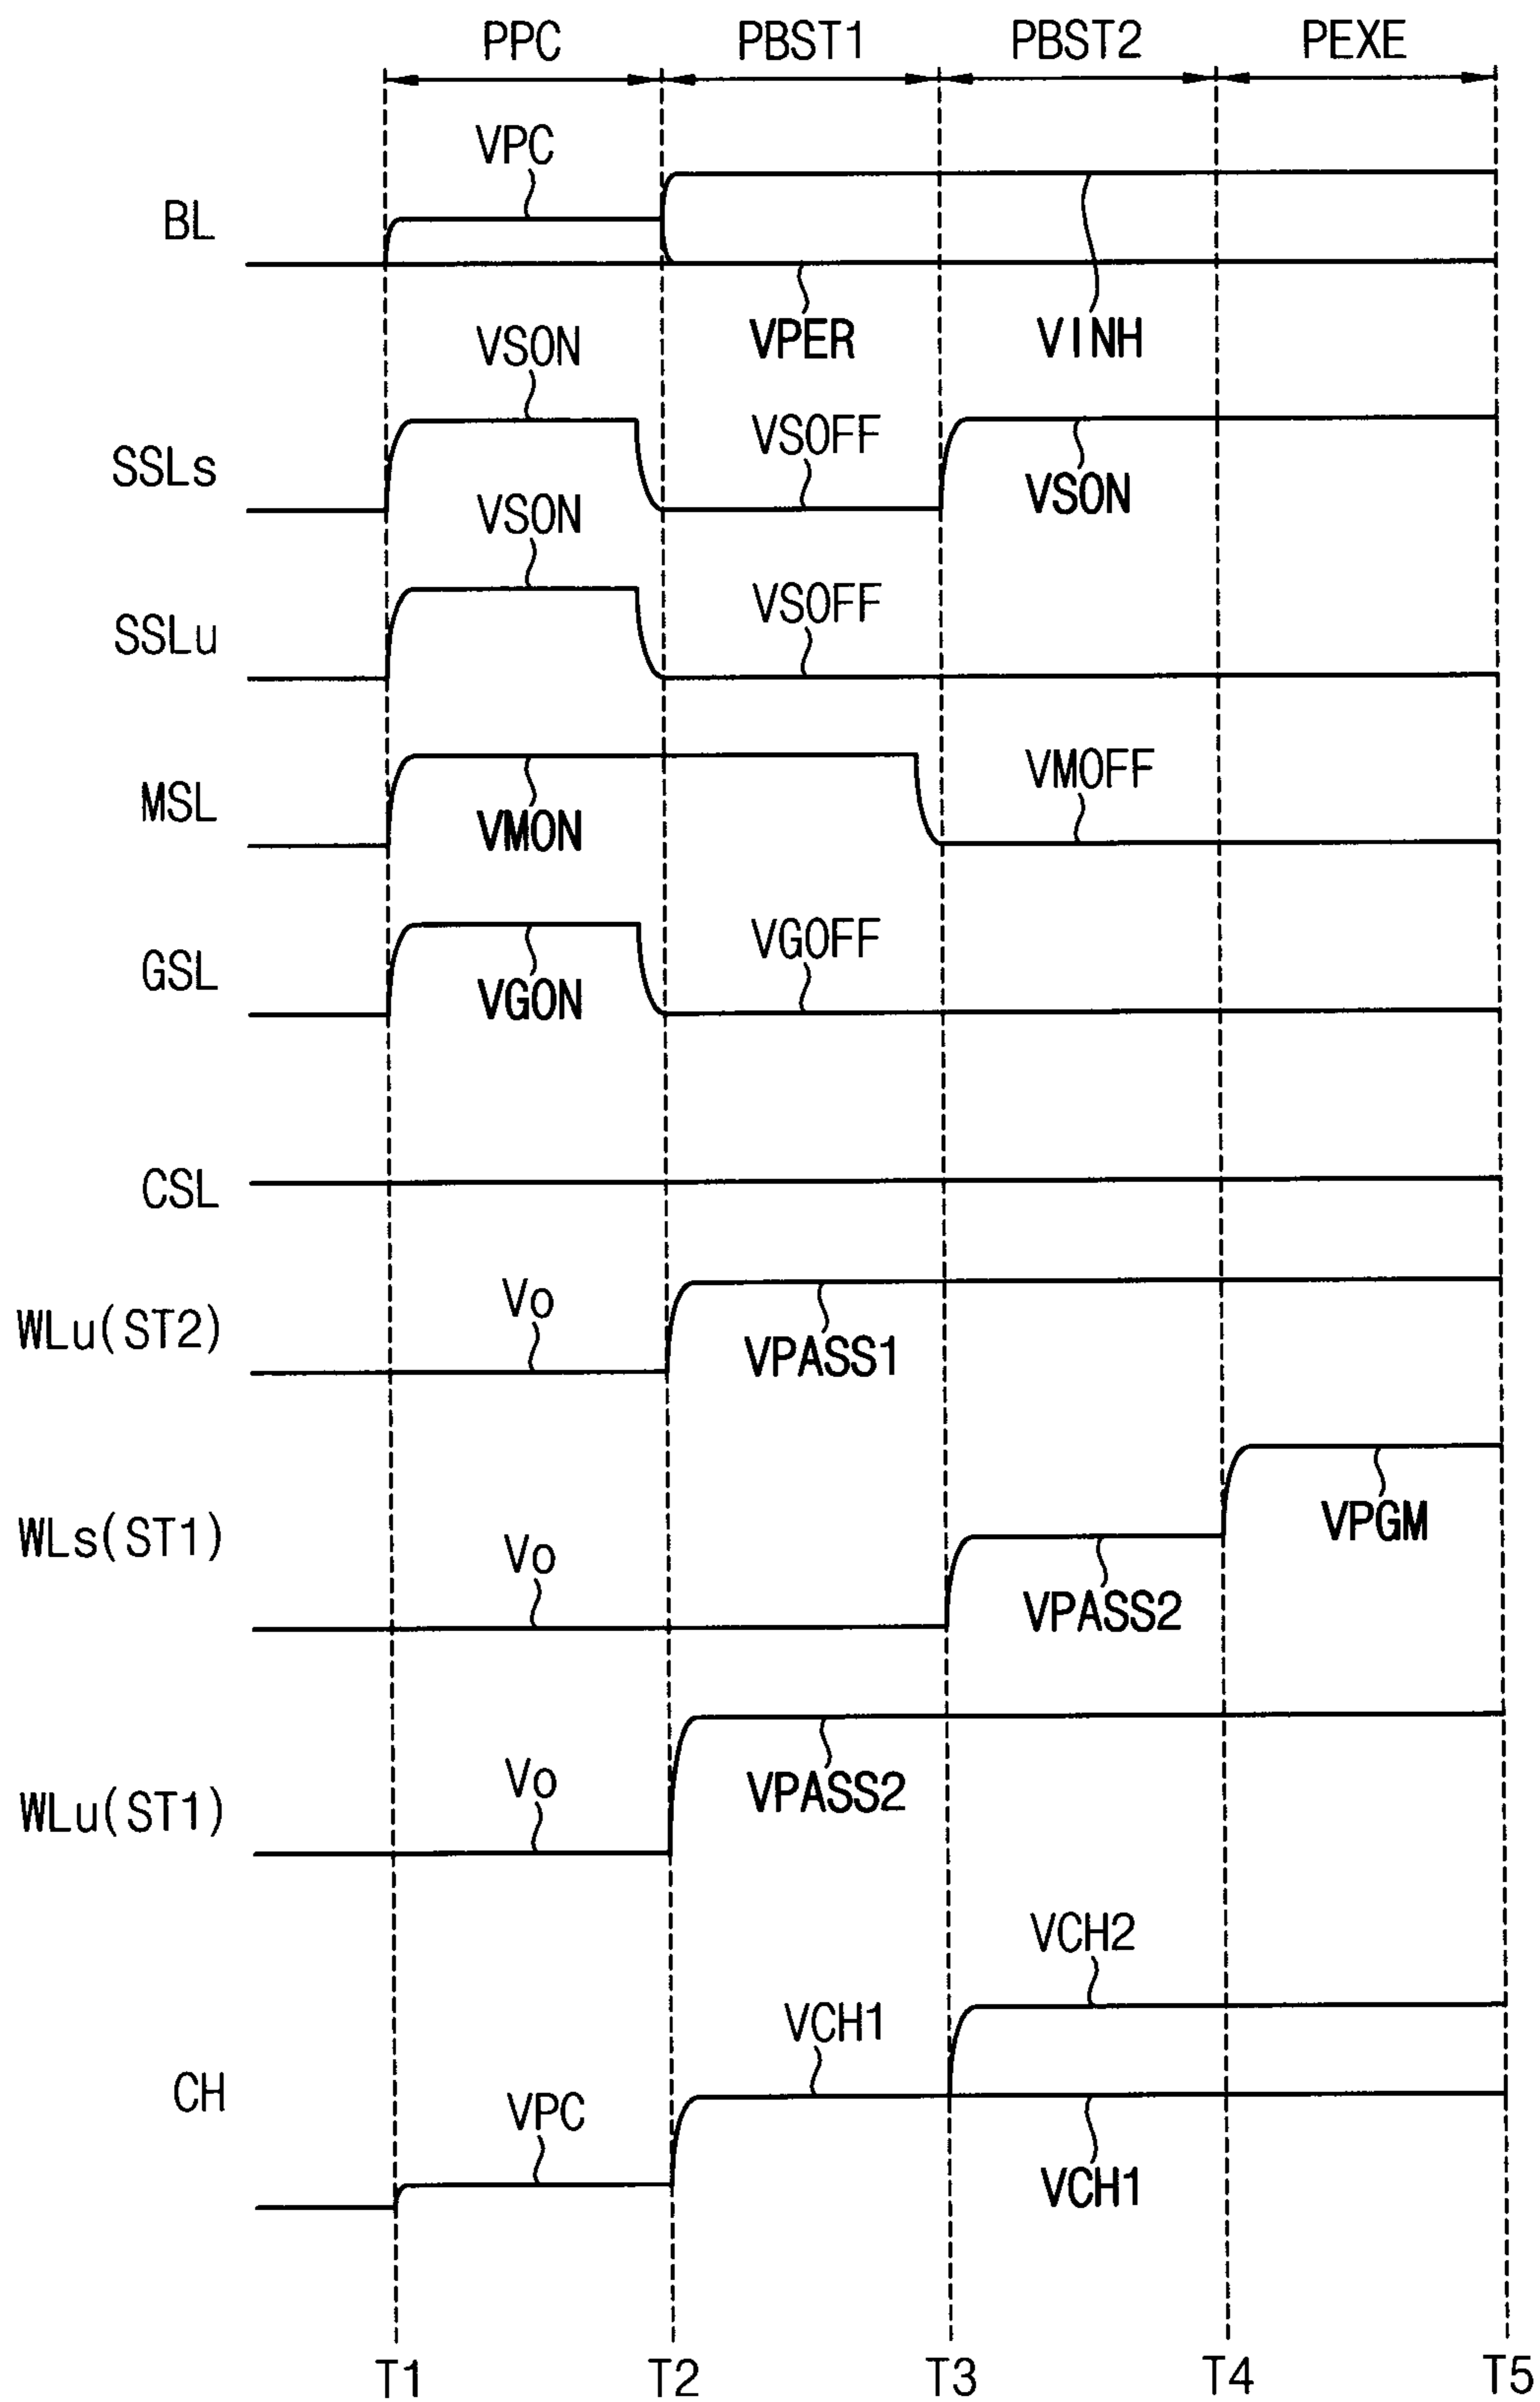 PPC PBST1 PBST2 PEXE
VPC
BL
VPER VINH
VSON
VSOFF
SSLs
VSON
VSON
VSOFF
SSLu
VMOFF
MSL
VMON
VGOFF
GSL
VGON
CSL
Vo
WLu(ST2)
VPASS1
VPGM
WLs(ST1)
Vo
VPASS2
Vo
VPASS2
WLu(ST1)
VCH2
VCH1
CH
VPC
VCH1
T1 T2 T3 T4 T5